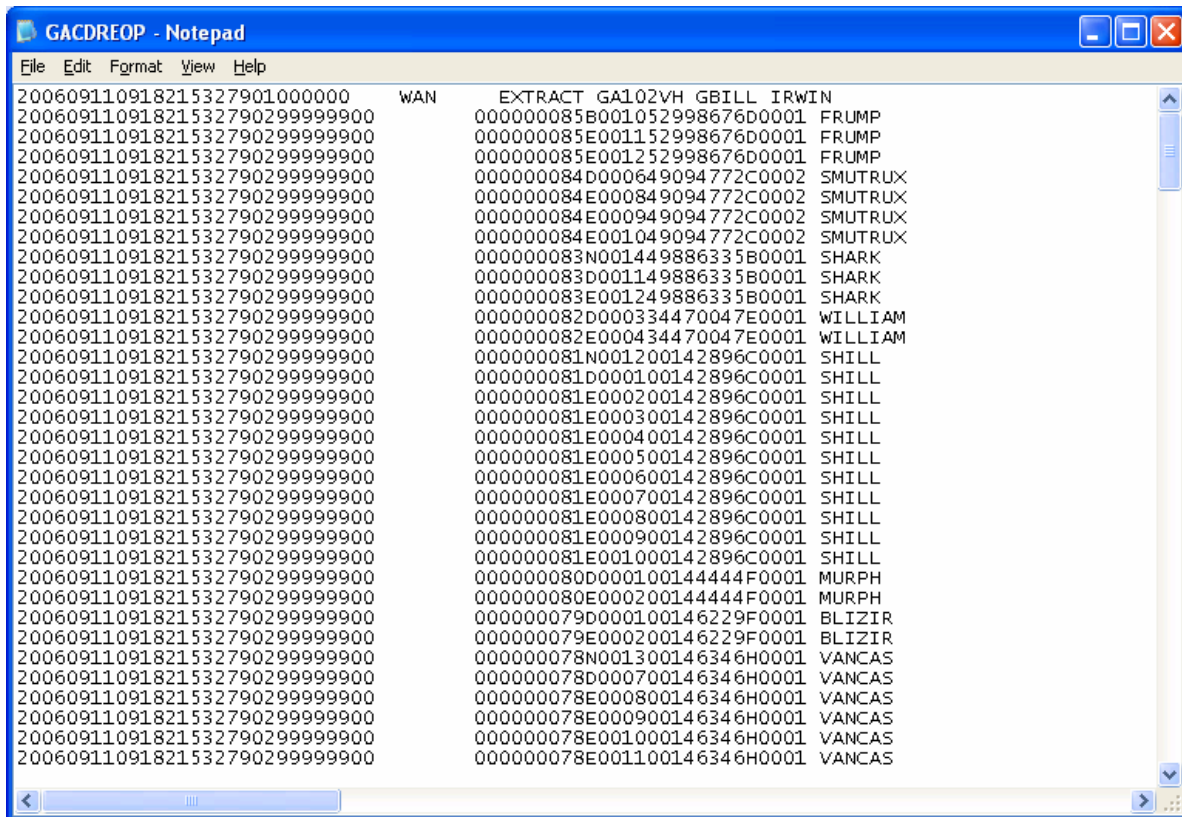 GACDREOP - Notepad
File Edit Format View Help
200609110918215327901000000 WAN EXTRACT GA102VH GBILL IRWIN
20060911091821532790299999900 000000085B001052998676D0001 FRUMP
20060911091821532790299999900 000000085E001152998676D0001 FRUMP
20060911091821532790299999900 000000085E001252998676D0001 FRUMP
20060911091821532790299999900 000000084D000649094772C0002 SMUTRUX
20060911091821532790299999900 000000084E000849094772C0002 SMUTRUX
20060911091821532790299999900 000000084E000949094772C0002 SMUTRUX
20060911091821532790299999900 000000084E001049094772C0002 SMUTRUX
20060911091821532790299999900 000000083N001449886335B0001 SHARK
20060911091821532790299999900 000000083D001149886335B0001 SHARK
20060911091821532790299999900 000000083E001249886335B0001 SHARK
20060911091821532790299999900 000000082D000334470047E0001 WILLIAM
20060911091821532790299999900 000000082E000434470047E0001 WILLIAM
20060911091821532790299999900 000000081N001200142896C0001 SHILL
20060911091821532790299999900 000000081D000100142896C0001 SHILL
20060911091821532790299999900 000000081E000200142896C0001 SHILL
20060911091821532790299999900 000000081E000300142896C0001 SHILL
20060911091821532790299999900 000000081E000400142896C0001 SHILL
20060911091821532790299999900 000000081E000500142896C0001 SHILL
20060911091821532790299999900 000000081E000600142896C0001 SHILL
20060911091821532790299999900 000000081E000700142896C0001 SHILL
20060911091821532790299999900 000000081E000800142896C0001 SHILL
20060911091821532790299999900 000000081E000900142896C0001 SHILL
20060911091821532790299999900 000000081E001000142896C0001 SHILL
20060911091821532790299999900 000000080D000100144444F0001 MURPH
20060911091821532790299999900 000000080E000200144444F0001 MURPH
20060911091821532790299999900 000000079D000100146229F0001 BLIZIR
20060911091821532790299999900 000000079E000200146229F0001 BLIZIR
20060911091821532790299999900 000000078N001300146346H0001 VANCAS
20060911091821532790299999900 000000078D000700146346H0001 VANCAS
20060911091821532790299999900 000000078E000800146346H0001 VANCAS
20060911091821532790299999900 000000078E000900146346H0001 VANCAS
20060911091821532790299999900 000000078E001000146346H0001 VANCAS
20060911091821532790299999900 000000078E001100146346H0001 VANCAS